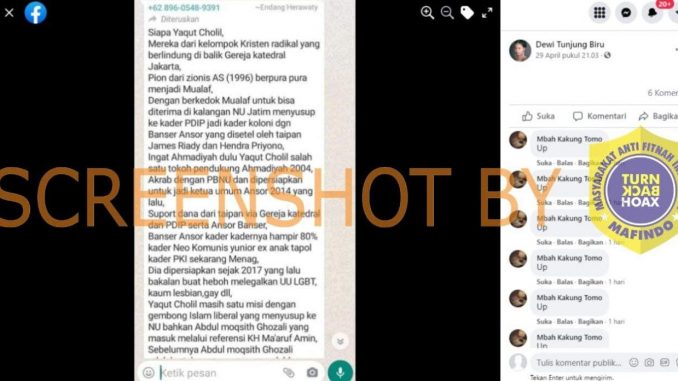 +62 896-0548-9391 ~Endang Herawaty
Diteruskan
Siapa Yaqut Cholil,
Mereka dari kelompok Kristen radikal yang
berlindung di balik Gereja katedral
Jakarta,
Pion dari zionis AS (1996) berpura pura
menjadi Mualaf,
Dengan berkedok Mualaf untuk bisa
diterima di kalangan NU Jatim menyusup
ke kader PDIP jadi kader koloni dgn
Banser Ansor yang disetel oleh taipan
James Riady dan Hendra Priyono,
Ingat Ahmadiyah dulu Yaqut Cholil salah
satu tokoh pendukung Ahmadiyah 2004,
Akrab dengan PBNU dan dipersiapkan
untuk jadi ketua umum Ansor 2014 yang
lalu,
Suport dana dari taipan via Gereja katedral
dan PDIP serta Ansor Banser,
Banser Ansor kader kadernya hampir 80%
kader Neo Komunis yunior ex anak tapol
kader PKI sekarang Menag,
Dia dipersiapkan sejak 2017 yang lalu
bakalan buat heboh melegalkan UU LGBT,
kaum lesbian,gay dll,
Yaqut Cholil masih satu misi dengan
gembong Islam liberal yang menyusup ke
NU bahkan Abdul moqsith Ghozali yang
masuk melalui referensi KH Ma'aruf Amin,
Sebelumnya Abdul moqsith Ghozali
Ketik pesan
SCREENSHOT BY
20+
Dewi Tunjung Biru
29 April pukul 21.03
6 Komen
Suka Komentari Bagika
Mbah Kakung Tomo
Up
Suka · Balas · Bagikan
Mbah Kakung Tomo
Up
Suka · Balas · Bagikan
Mbah
Up
Suka · Balas · Bagikan
Mbah Kakung Tomo
Up
Suka · Balas · Bagikan · 1 hari
Mbah Kakung Tomo
Up
Suka · Balas · Bagikan · 1 hari
Mbah Kakung Tomo
Up
Suka · Balas · Bagikan · 1 hari
Tulis komentar publik...
Tekan Enter untuk mengirim.
MASYARAKAT ANTI FITNAH
TURN
BACK
HOAX
MAFINDO